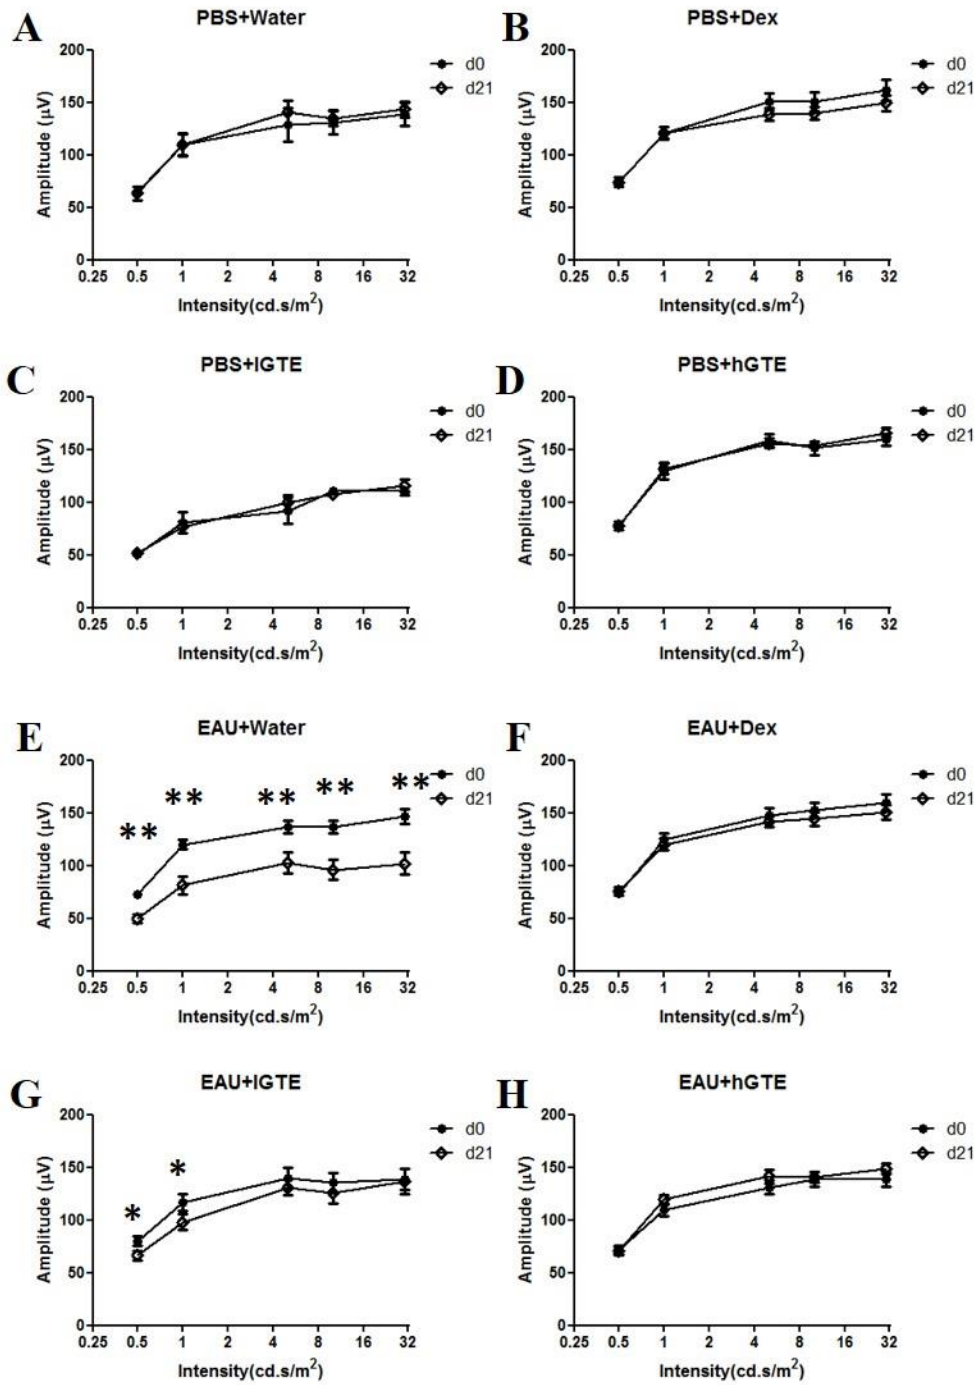 A
PBS+Water
200
150
100
50
0
Amplitude (μV)
0.25 0.5 1 2 4 8 16 32
Intensity(cd.s/m²)
d0
d21
B
PBS+Dex
200
150
100
50
0
Amplitude (μV)
0.25 0.5 1 2 4 8 16 32
Intensity(cd.s/m²)
d0
d21
C
PBS+lGTE
200
150
100
50
0
Amplitude (μV)
0.25 0.5 1 2 4 8 16 32
Intensity(cd.s/m²)
d0
d21
D
PBS+hGTE
200
150
100
50
0
Amplitude (μV)
0.25 0.5 1 2 4 8 16 32
Intensity(cd.s/m²)
d0
d21
E
EAU+Water
200
150
100
50
0
Amplitude (μV)
** ** ** ** **
0.25 0.5 1 2 4 8 16 32
Intensity(cd.s/m²)
d0
d21
F
EAU+Dex
200
150
100
50
0
Amplitude (μV)
0.25 0.5 1 2 4 8 16 32
Intensity(cd.s/m²)
d0
d21
G
EAU+lGTE
200
150
100
50
0
Amplitude (μV)
* *
0.25 0.5 1 2 4 8 16 32
Intensity(cd.s/m²)
d0
d21
H
EAU+hGTE
200
150
100
50
0
Amplitude (μV)
0.25 0.5 1 2 4 8 16 32
Intensity(cd.s/m²)
d0
d21